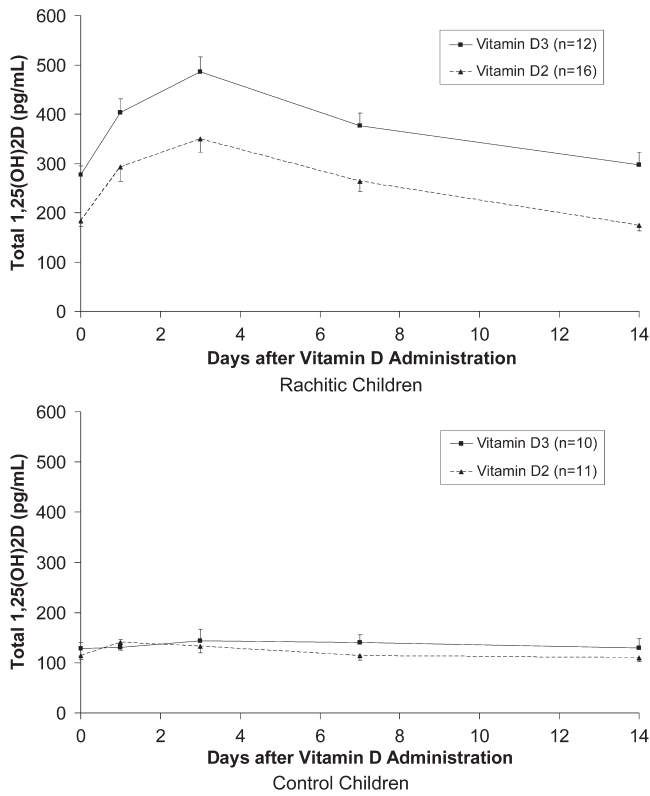 600
500
400
300
200
100
0
Total 1,25(OH)2D (pg/mL)
Vitamin D3 (n=12)
Vitamin D2 (n=16)
0 2 4 6 8 10 12 14
Days after Vitamin D Administration
Rachitic Children
600
500
400
300
200
100
0
Total 1,25(OH)2D (pg/mL)
Vitamin D3 (n=10)
Vitamin D2 (n=11)
0 2 4 6 8 10 12 14
Days after Vitamin D Administration
Control Children